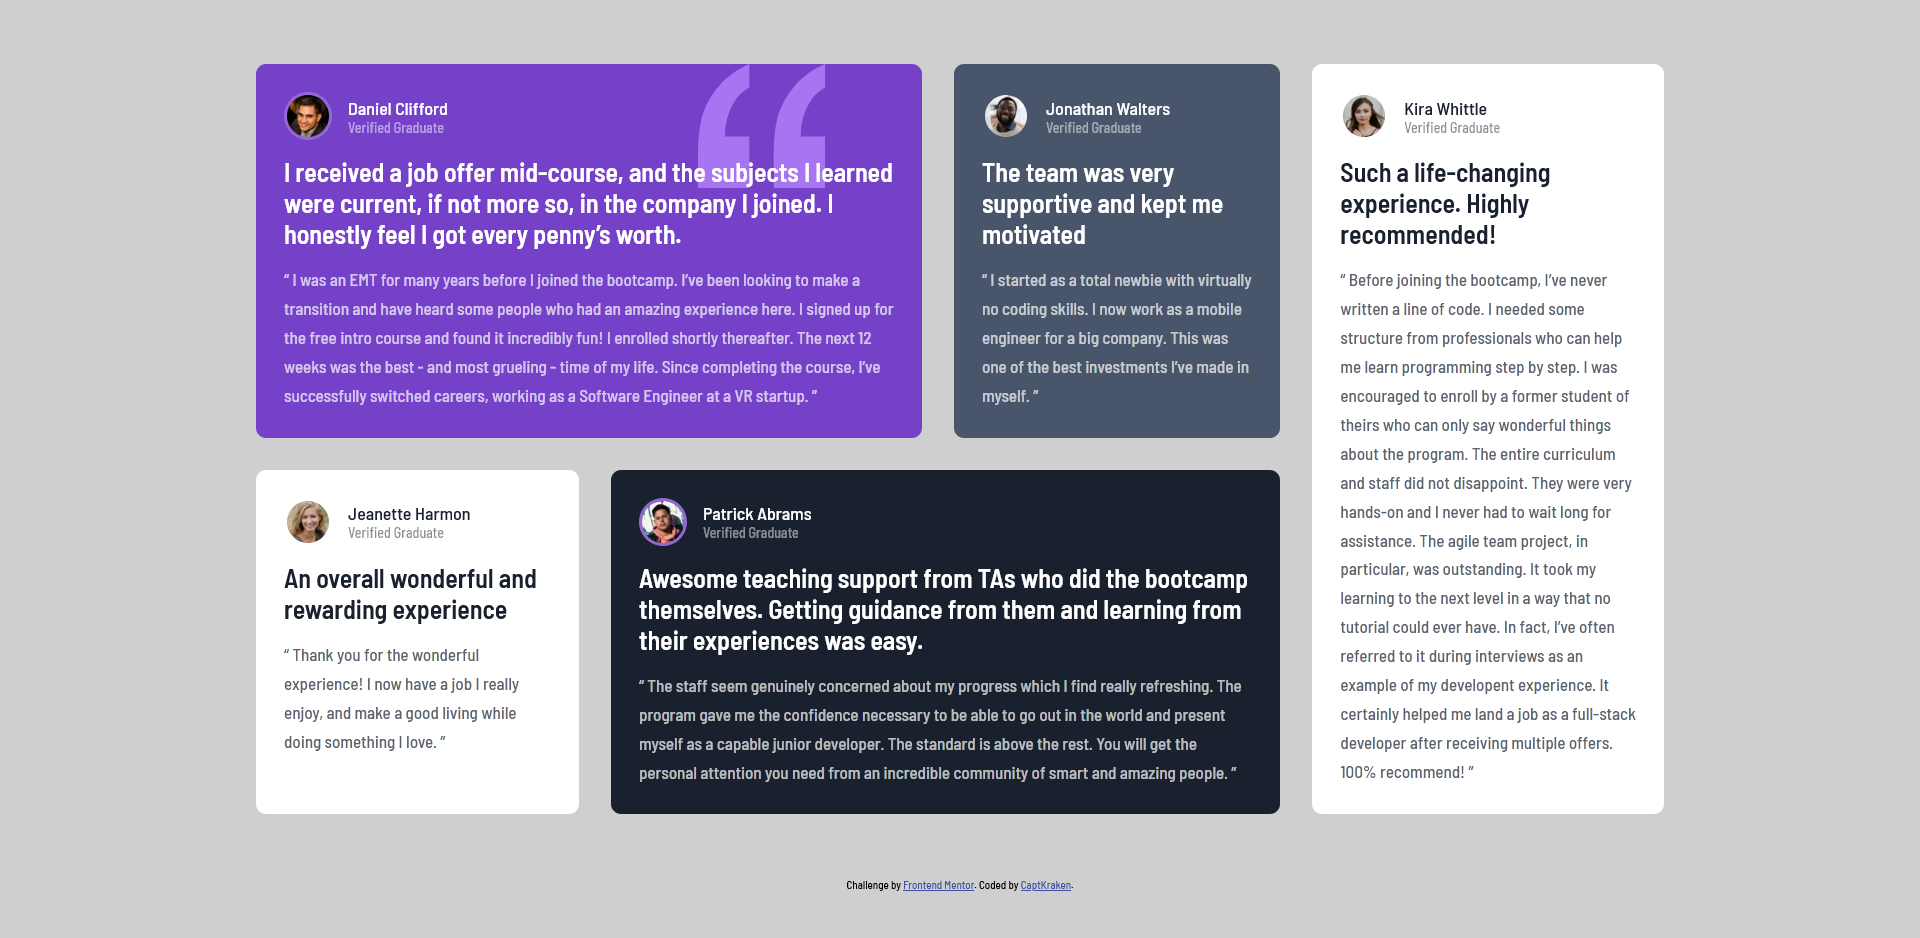 Daniel Clifford
Verified Graduate
I received a job offer mid-course, and the subjects I learned
were current, if not more so, in the company I joined. I
honestly feel I got every penny’s worth.
“ I was an EMT for many years before I joined the bootcamp. I’ve been looking to make a
transition and have heard some people who had an amazing experience here. I signed up for
the free intro course and found it incredibly fun! I enrolled shortly thereafter. The next 12
weeks was the best - and most grueling - time of my life. Since completing the course, I’ve
successfully switched careers, working as a Software Engineer at a VR startup. ”
Jonathan Walters
Verified Graduate
The team was very
supportive and kept me
motivated
“ I started as a total newbie with virtually
no coding skills. I now work as a mobile
engineer for a big company. This was
one of the best investments I’ve made in
myself. ”
Kira Whittle
Verified Graduate
Such a life-changing
experience. Highly
recommended!
“ Before joining the bootcamp, I’ve never
written a line of code. I needed some
structure from professionals who can help
me learn programming step by step. I was
encouraged to enroll by a former student of
theirs who can only say wonderful things
about the program. The entire curriculum
and staff did not disappoint. They were very
hands-on and I never had to wait long for
assistance. The agile team project, in
particular, was outstanding. It took my
learning to the next level in a way that no
tutorial could ever have. In fact, I’ve often
referred to it during interviews as an
example of my developent experience. It
certainly helped me land a job as a full-stack
developer after receiving multiple offers.
100% recommend! ”
Jeanette Harmon
Verified Graduate
An overall wonderful and
rewarding experience
“ Thank you for the wonderful
experience! I now have a job I really
enjoy, and make a good living while
doing something I love. ”
Patrick Abrams
Verified Graduate
Awesome teaching support from TAs who did the bootcamp
themselves. Getting guidance from them and learning from
their experiences was easy.
“ The staff seem genuinely concerned about my progress which I find really refreshing. The
program gave me the confidence necessary to be able to go out in the world and present
myself as a capable junior developer. The standard is above the rest. You will get the
personal attention you need from an incredible community of smart and amazing people. ”
Challenge by Frontend Mentor. Coded by CaptKraken.